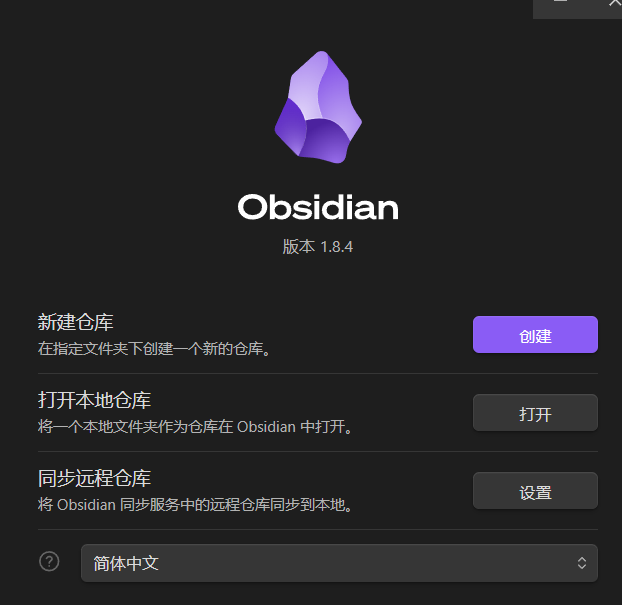 Obsidian
版本 1.8.4
新建仓库
在指定文件夹下创建一个新的仓库。
创建
打开本地仓库
将一个本地文件夹作为仓库在 Obsidian 中打开。
打开
同步远程仓库
将 Obsidian 同步服务中的远程仓库同步到本地。
设置
简体中文